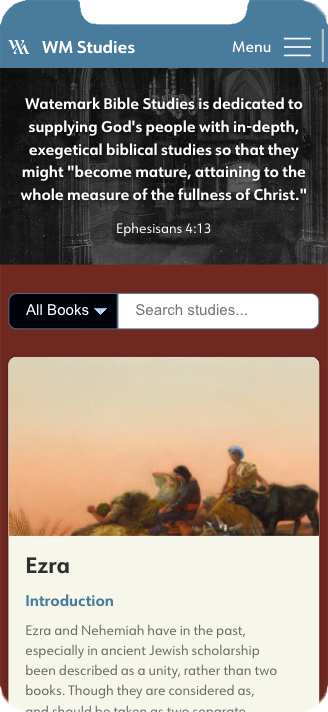 WM Studies
Menu
Watemark Bible Studies is dedicated to
supplying God's people with in-depth,
exegetical biblical studies so that they
might "become mature, attaining to the
whole measure of the fullness of Christ."
Ephesisans 4:13
All Books
Search studies...
Ezra
Introduction
Ezra and Nehemiah have in the past,
especially in ancient Jewish scholarship
been described as a unity, rather than two
books. Though they are considered as,
and should be taken as two separate